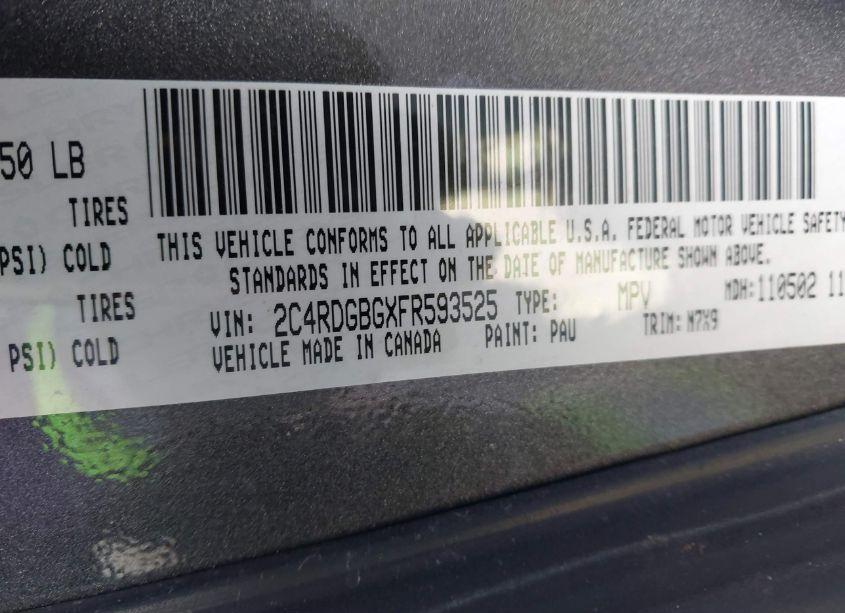 50 LB
TIRES
PSI) COLD
TIRES
PSI) COLD
THIS VEHICLE CONFORMS TO ALL APPLICABLE U.S.A. FEDERAL MOTOR VEHICLE SAFETY
STANDARDS IN EFFECT ON THE DATE OF MANUFACTURE SHOWN ABOVE.
VIN: 2C4RDGBGXFR593525 TYPE: MPV MDH:110502 11
VEHICLE MADE IN CANADA PAINT: PAU TRIM: N7X9